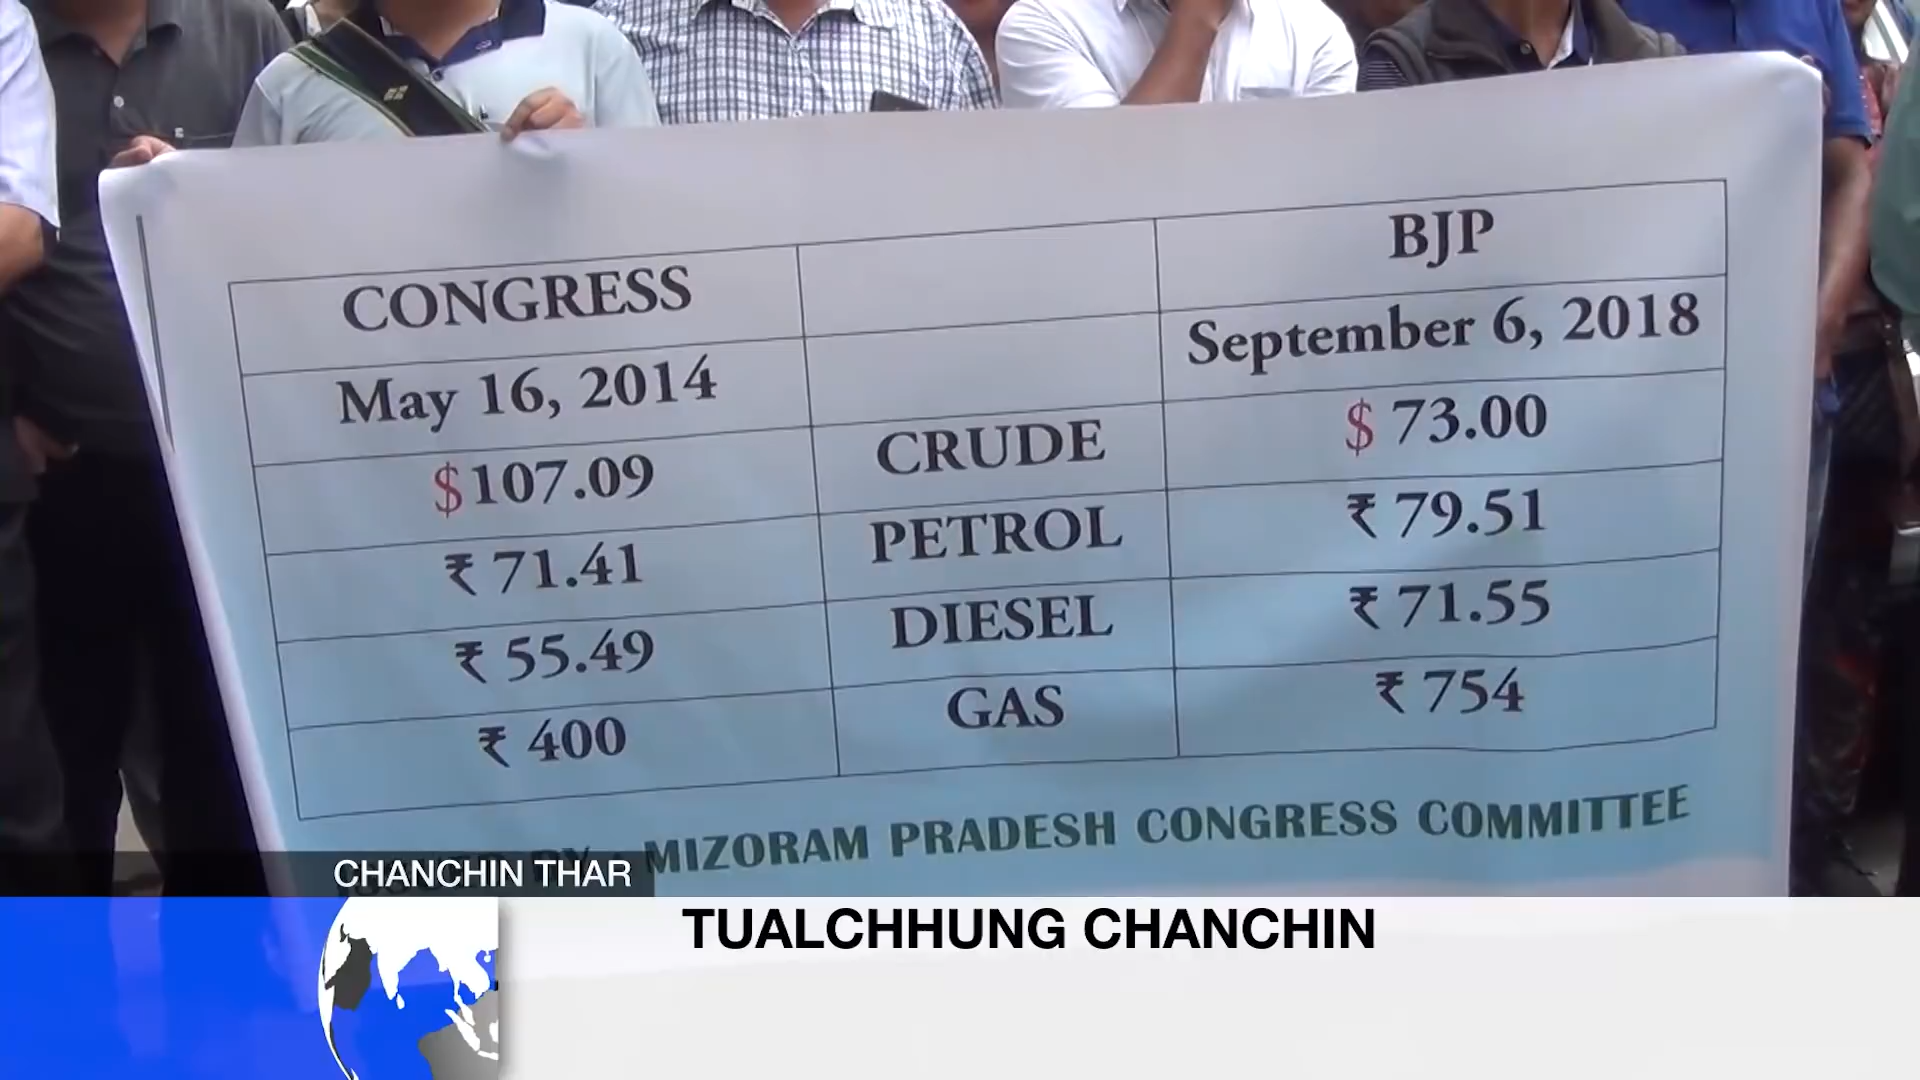 CONGRESS BJP
May 16, 2014 September 6, 2018
$107.09 CRUDE $ 73.00
₹ 71.41 PETROL ₹ 79.51
₹ 55.49 DIESEL ₹ 71.55
₹ 400 GAS ₹ 754
MIZORAM PRADESH CONGRESS COMMITTEE
CHANCHIN THAR
TUALCHHUNG CHANCHIN